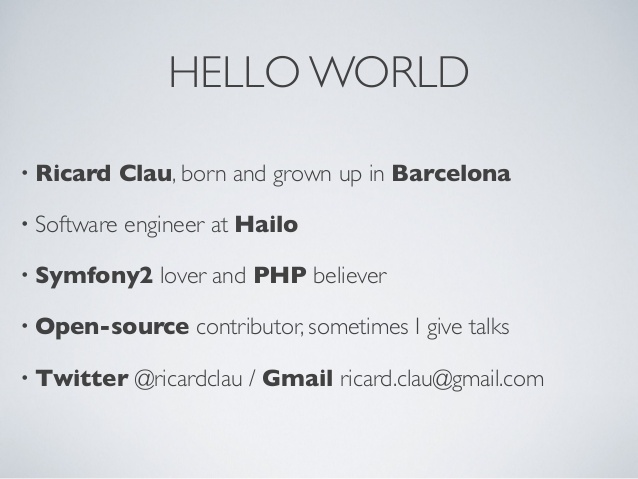 HELLO WORLD
• Ricard Clau, born and grown up in Barcelona
• Software engineer at Hailo
• Symfony2 lover and PHP believer
• Open-source contributor, sometimes I give talks
• Twitter @ricardclau / Gmail ricard.clau@gmail.com